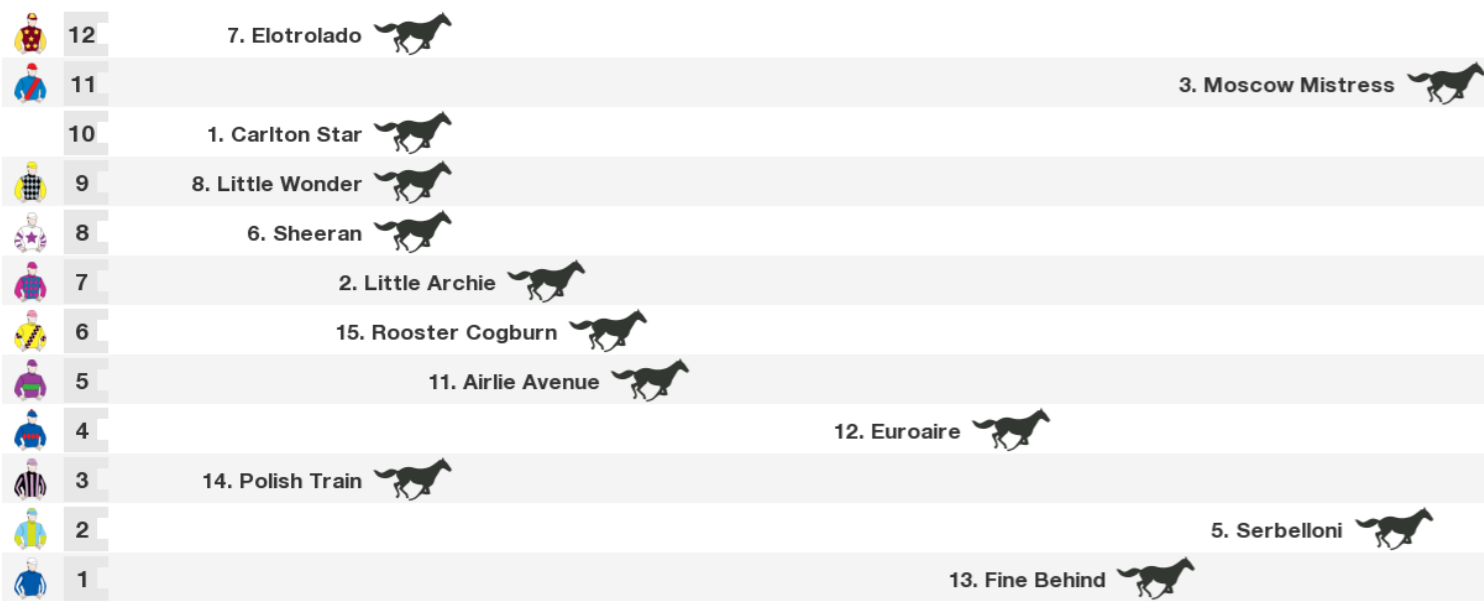 12 7. Elotrolado
11 3. Moscow Mistress
10 1. Carlton Star
9 8. Little Wonder
8 6. Sheeran
7 2. Little Archie
6 15. Rooster Cogburn
5 11. Airlie Avenue
4 12. Euroaire
3 14. Polish Train
2 5. Serbelloni
1 13. Fine Behind